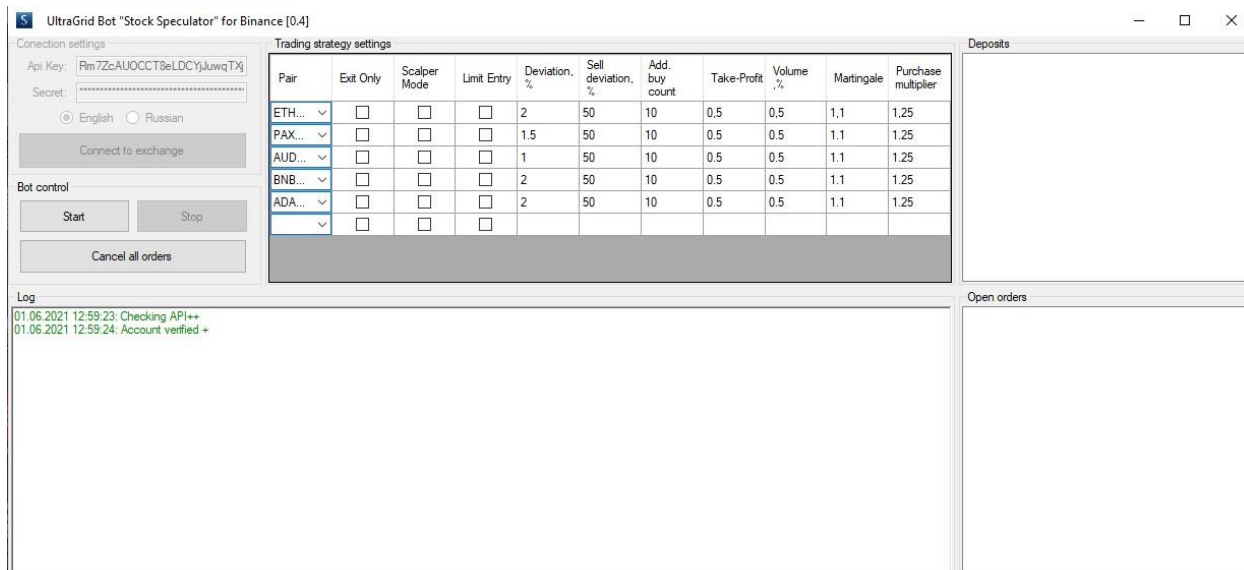 UltraGrid Bot "Stock Speculator" for Binance [0.4]
Conection settings
Api Key: Rm7ZcAUOCCT8eLDCYjJuwqTXj
Secret: ********************************************
English Russian
Connect to exchange
Bot control
Start Stop
Cancel all orders
Trading strategy settings
Pair Exit Only Scalper Mode Limit Entry Deviation, % Sell deviation, % Add. buy count Take-Profit Volume ,% Martingale Purchase multiplier
ETH... 2 50 10 0,5 0,5 1,1 1,25
PAX... 1.5 50 10 0.5 0.5 1.1 1.25
AUD... 1 50 10 0.5 0.5 1.1 1.25
BNB... 2 50 10 0.5 0.5 1.1 1.25
ADA... 2 50 10 0.5 0.5 1.1 1.25
Deposits
Log
01.06.2021 12:59:23: Checking API++
01.06.2021 12:59:24: Account verified +
Open orders